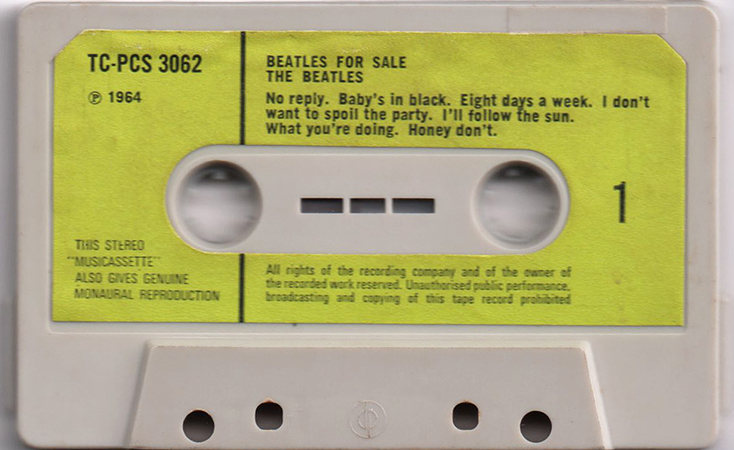 TC-PCS 3062
℗ 1964
BEATLES FOR SALE
THE BEATLES
No reply. Baby's in black. Eight days a week. I don't
want to spoil the party. I'll follow the sun.
What you're doing. Honey don't.
1
THIS STEREO
"MUSICASSETTE"
ALSO GIVES GENUINE
MONAURAL REPRODUCTION
All rights of the recording company and of the owner of
the recorded work reserved. Unauthorised public performance,
broadcasting and copying of this tape record prohibited